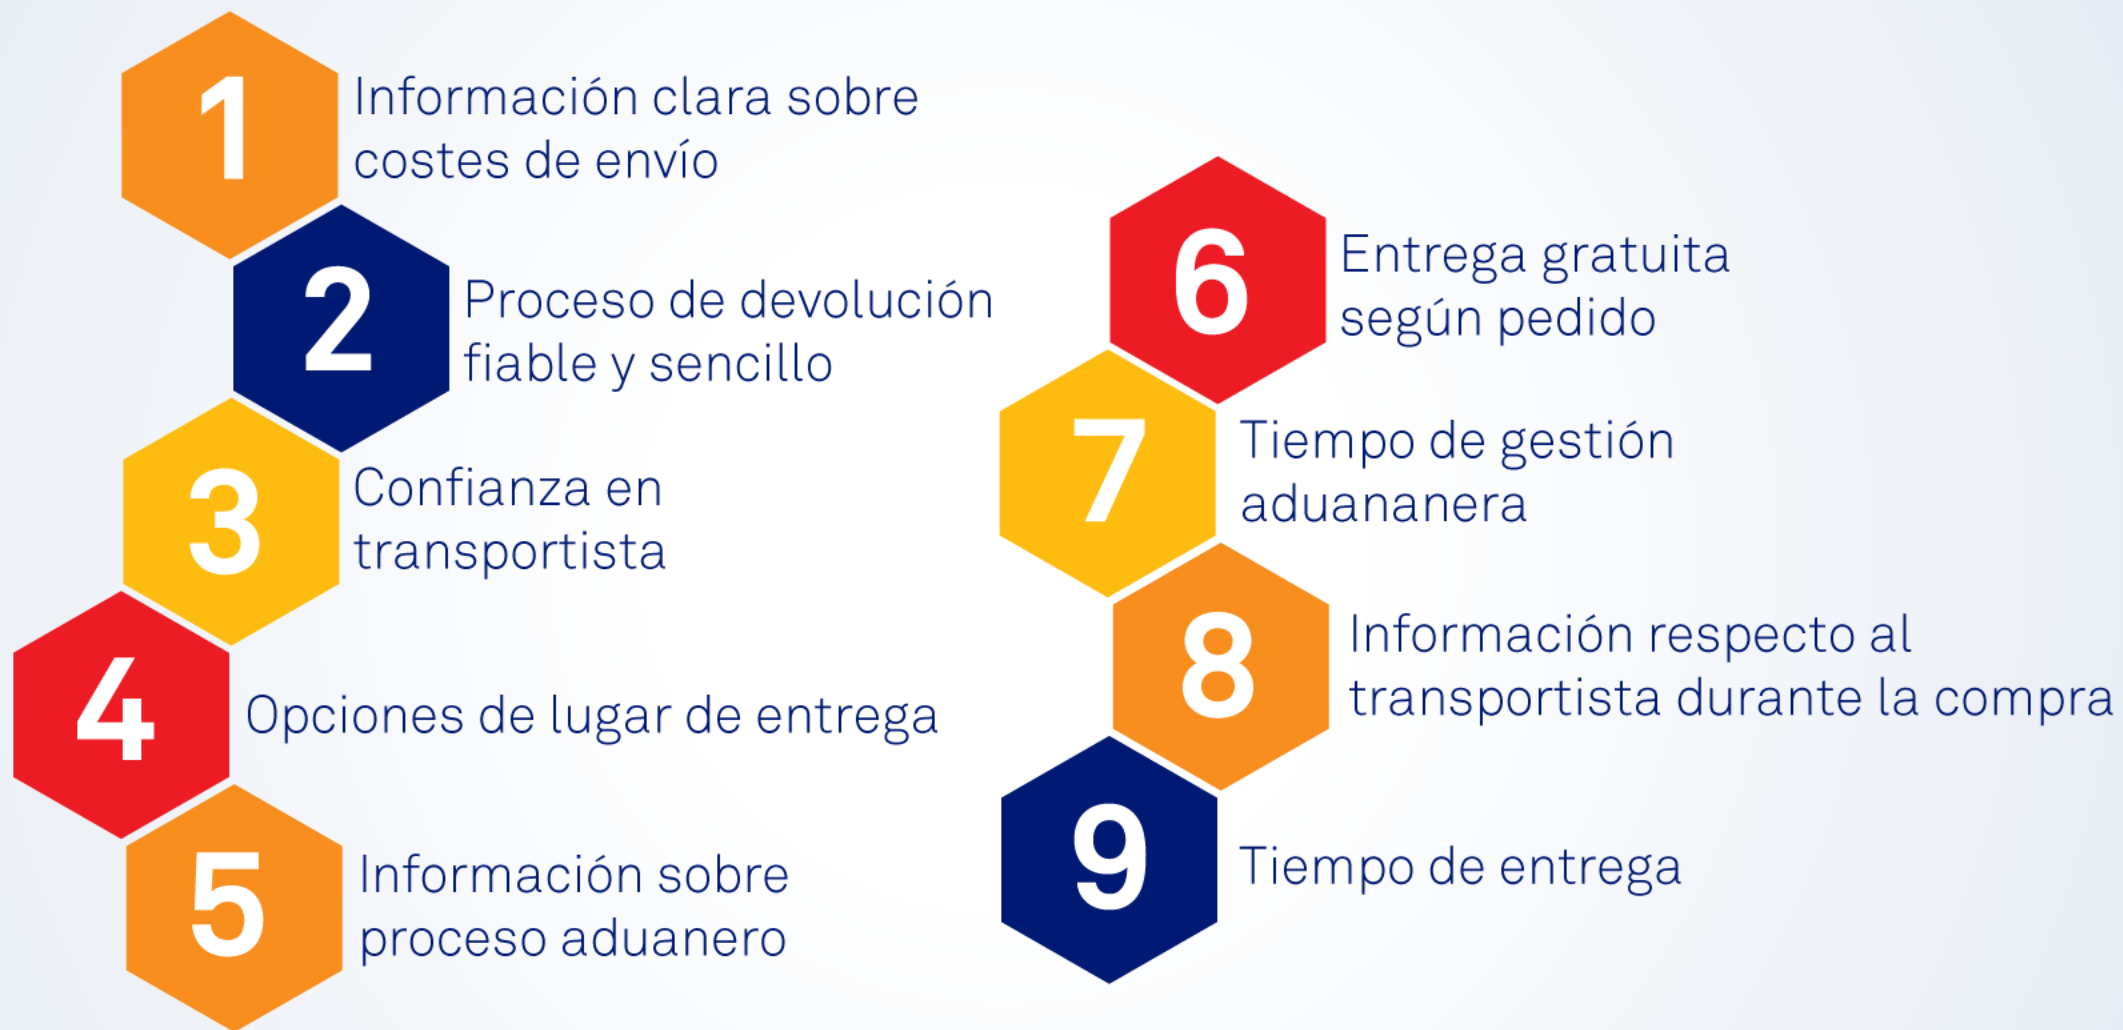 1
Información clara sobre
costes de envío
2
Proceso de devolución
fiable y sencillo
3
Confianza en
transportista
4
Opciones de lugar de entrega
5
Información sobre
proceso aduanero
6
Entrega gratuita
según pedido
7
Tiempo de gestión
aduananera
8
Información respecto al
transportista durante la compra
9
Tiempo de entrega